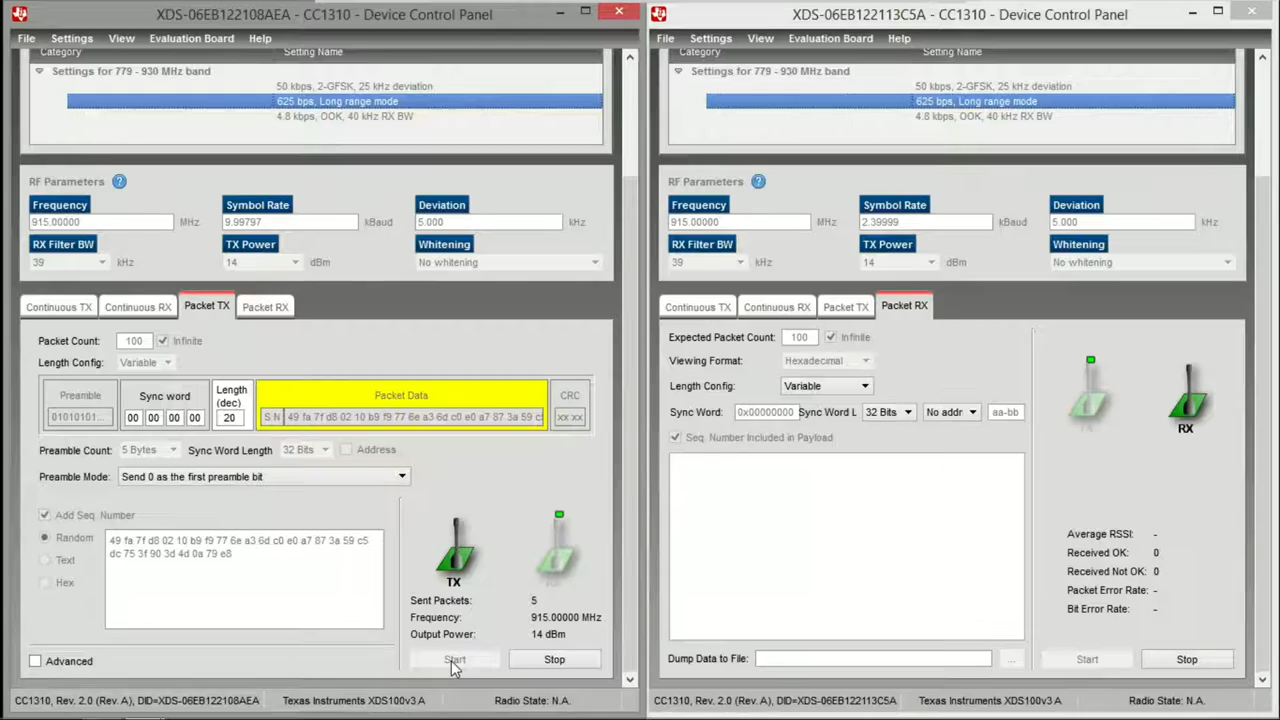 XDS-06EB122108AEA - CC1310 - Device Control Panel
File Settings View Evaluation Board Help
Category Setting Name
Settings for 779 - 930 MHz band
50 kbps, 2-GFSK, 25 kHz deviation
625 bps, Long range mode
4.8 kbps, OOK, 40 kHz RX BW
RF Parameters ?
Frequency Symbol Rate Deviation
915.00000 MHz 9.99797 kBaud 5.000 kHz
RX Filter BW TX Power Whitening
39 kHz 14 dBm No whitening
Continuous TX Continuous RX Packet TX Packet RX
Packet Count: 100 Infinite
Length Config: Variable
Preamble Sync word Length (dec) Packet Data CRC
01010101... 00 00 00 00 20 S N 49 fa 7f d8 02 10 b9 f9 77 6e a3 6d c0 e0 a7 87 3a 59 c5 xx xx
Preamble Count: 5 Bytes Sync Word Length 32 Bits Address
Preamble Mode: Send 0 as the first preamble bit
Add Seq. Number
Random
Text
Hex
49 fa 7f d8 02 10 b9 f9 77 6e a3 6d c0 e0 a7 87 3a 59 c5
dc 75 3f 90 3d 4d 0a 79 e8
TX
Sent Packets: 5
Frequency: 915.00000 MHz
Output Power: 14 dBm
Start Stop
Advanced
CC1310, Rev. 2.0 (Rev. A), DID=XDS-06EB122108AEA Texas Instruments XDS100v3 A Radio State: N.A.
XDS-06EB122113C5A - CC1310 - Device Control Panel
File Settings View Evaluation Board Help
Category Setting Name
Settings for 779 - 930 MHz band
50 kbps, 2-GFSK, 25 kHz deviation
625 bps, Long range mode
4.8 kbps, OOK, 40 kHz RX BW
RF Parameters ?
Frequency Symbol Rate Deviation
915.00000 MHz 2.39999 kBaud 5.000 kHz
RX Filter BW TX Power Whitening
39 kHz 14 dBm No whitening
Continuous TX Continuous RX Packet TX Packet RX
Expected Packet Count: 100 Infinite
Viewing Format: Hexadecimal
Length Config: Variable
Sync Word: 0x00000000 Sync Word L 32 Bits No addr aa-bb
Seq. Number Included in Payload
RX
Average RSSI: -
Received OK: 0
Received Not OK: 0
Packet Error Rate: -
Bit Error Rate: -
Dump Data to File: ... Start Stop
CC1310, Rev. 2.0 (Rev. A), DID=XDS-06EB122113C5A Texas Instruments XDS100v3 A Radio State: N.A.